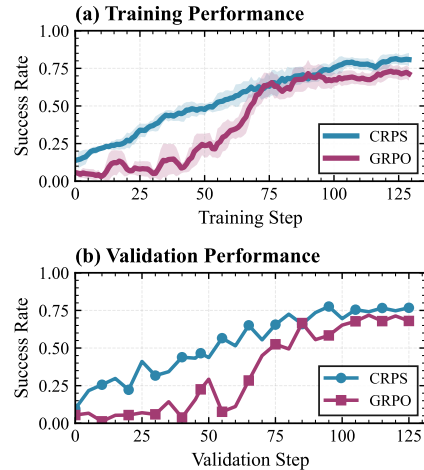 (a) Training Performance
1.00
0.75
0.50
0.25
0.00
Success Rate
CRPS
GRPO
0 25 50 75 100 125
Training Step
(b) Validation Performance
1.00
0.75
0.50
0.25
0.00
Success Rate
CRPS
GRPO
0 25 50 75 100 125
Validation Step